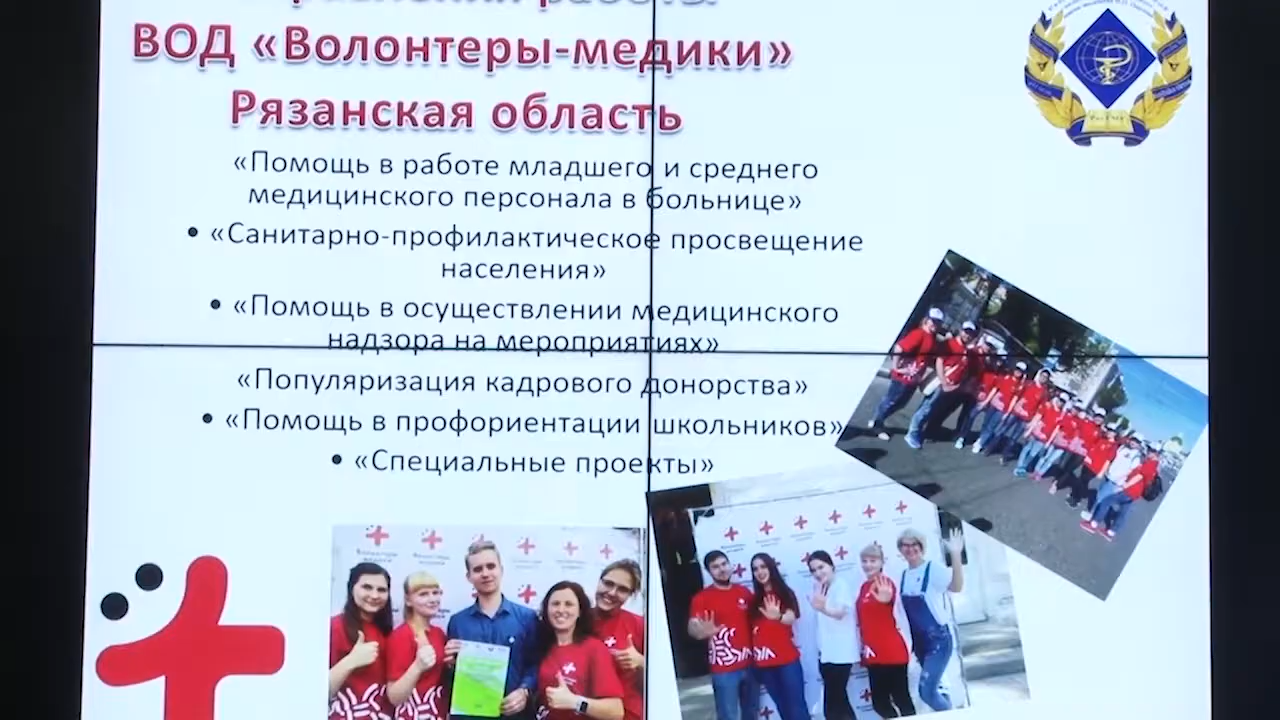 ВОД «Волонтеры-медики»
Рязанская область
«Помощь в работе младшего и среднего
медицинского персонала в больнице»
• «Санитарно-профилактическое просвещение
населения»
• «Помощь в осуществлении медицинского
надзора на мероприятиях»
«Популяризация кадрового донорства»
• «Помощь в профориентации школьников»
• «Специальные проекты»